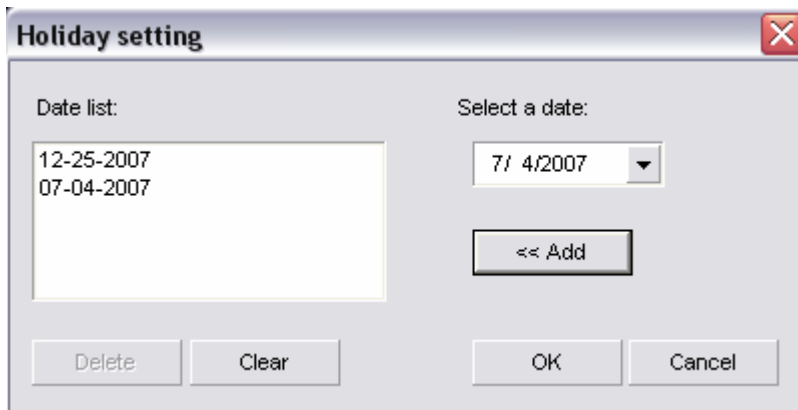 Holiday setting
Date list:
Select a date:
12-25-2007
07-04-2007
7/ 4/2007
<< Add
Delete
Clear
OK
Cancel